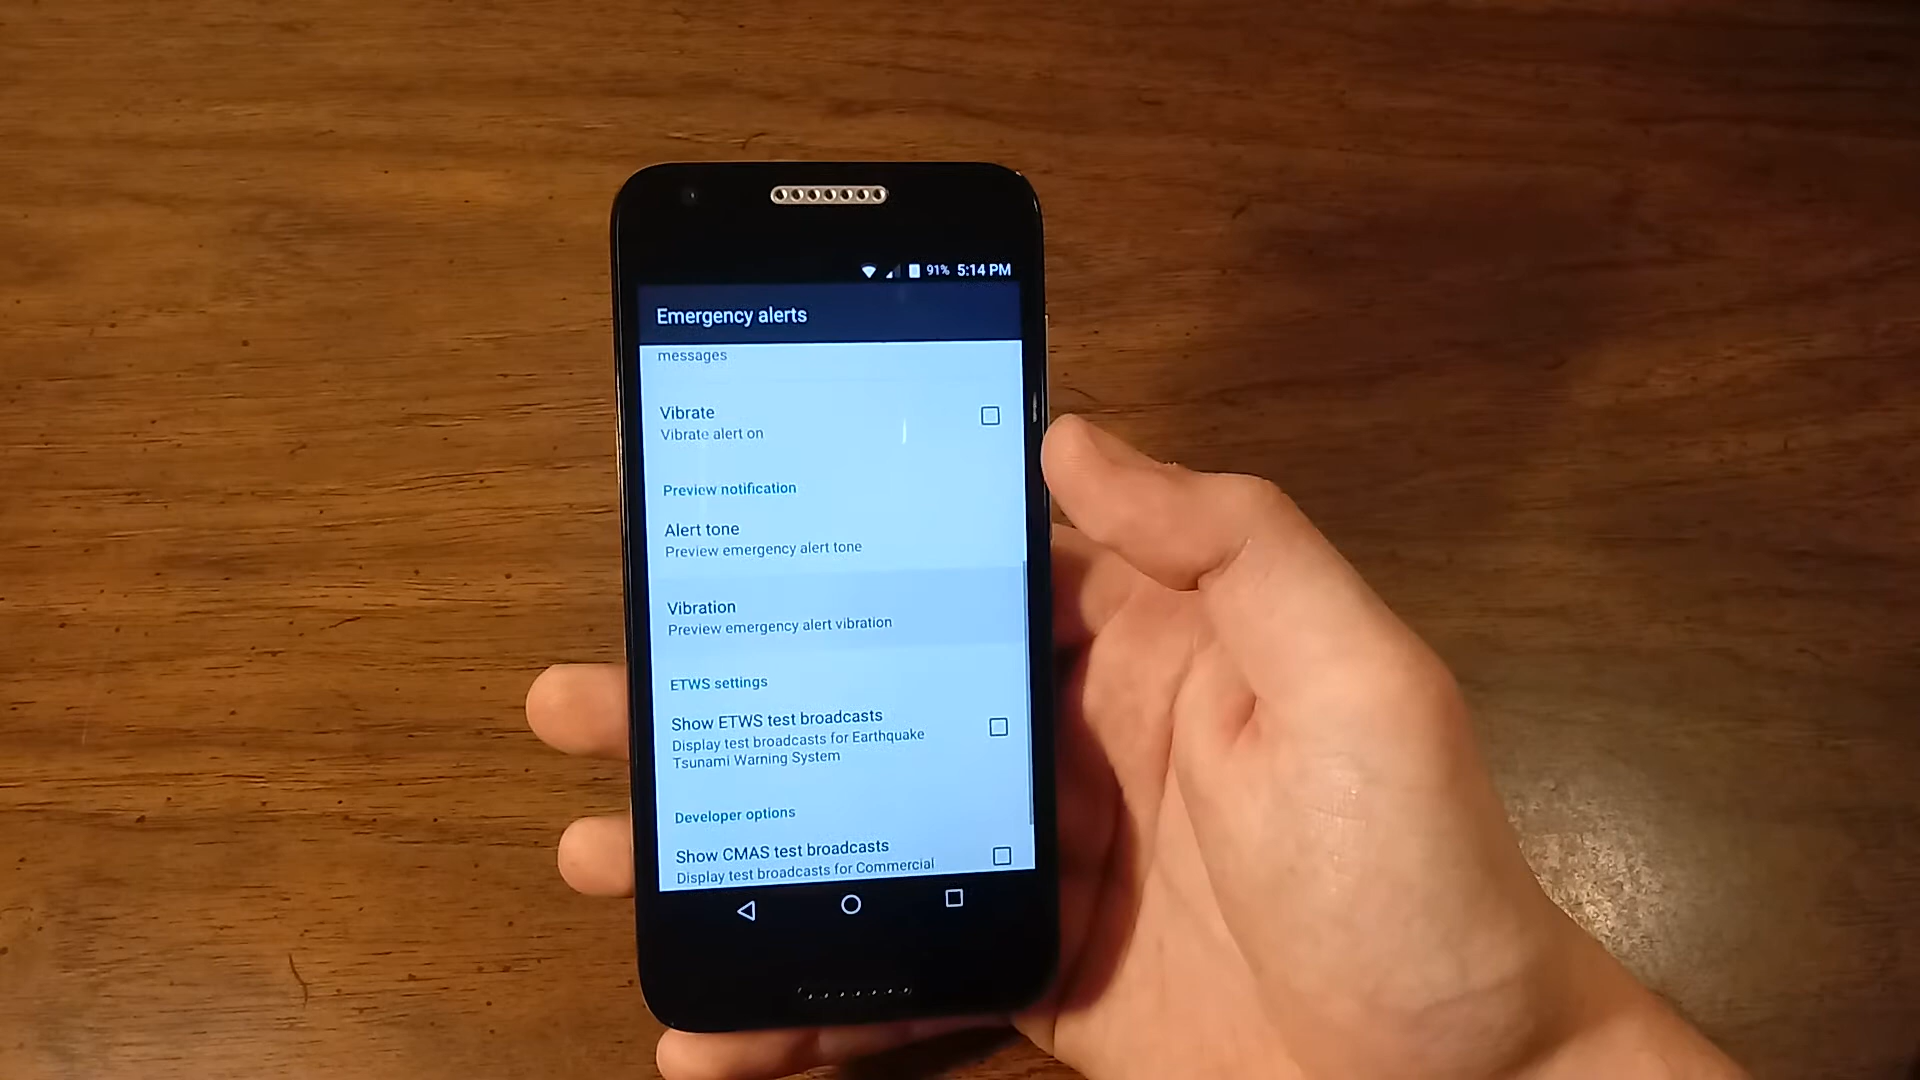 91% 5:14 PM
Emergency alerts
messages
Vibrate
Vibrate alert on
Preview notification
Alert tone
Preview emergency alert tone
Vibration
Preview emergency alert vibration
ETWS settings
Show ETWS test broadcasts
Display test broadcasts for Earthquake
Tsunami Warning System
Developer options
Show CMAS test broadcasts
Display test broadcasts for Commercial